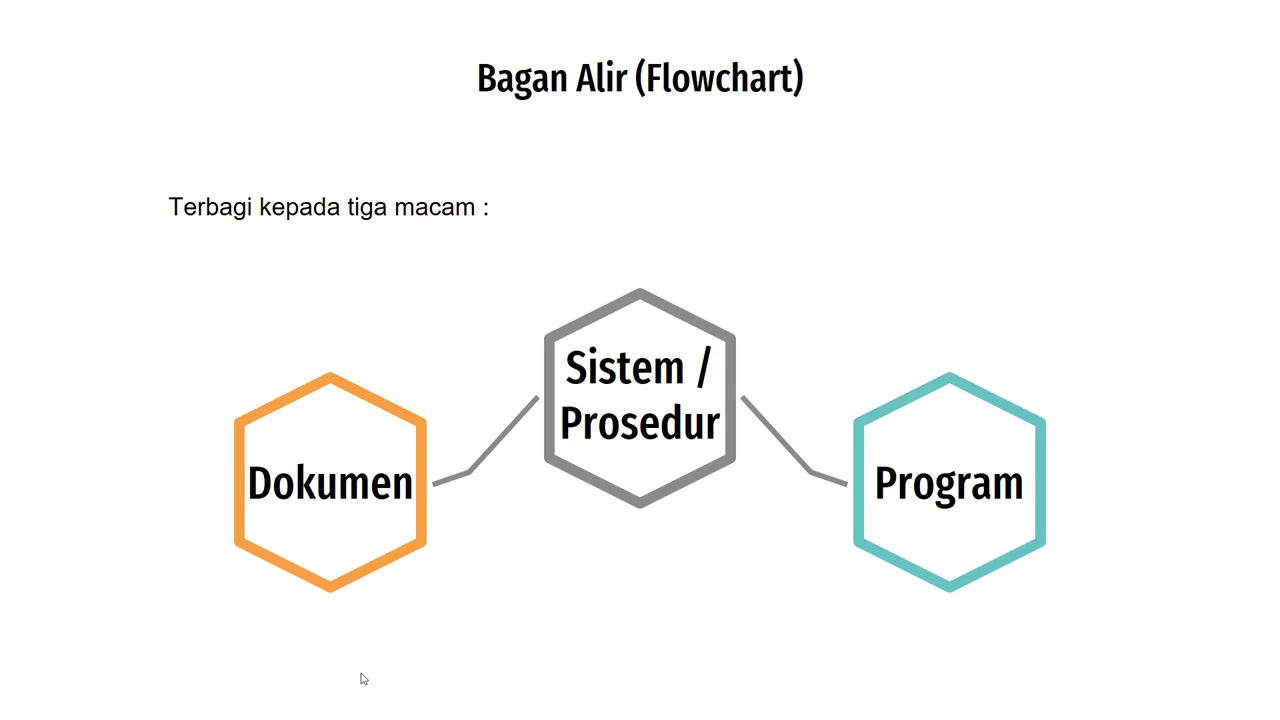 Bagan Alir (Flowchart)
Terbagi kepada tiga macam :
Sistem /
Prosedur
Dokumen
Program